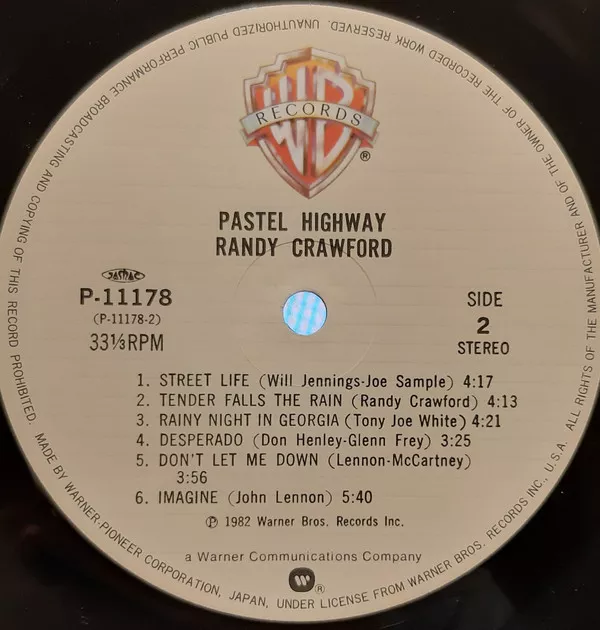 UNAUTHORIZED PUBLIC PERFORMANCE BROADCASTING AND COPYING OF THIS RECORD PROHIBITED.
ALL RIGHTS OF THE MANUFACTURER AND OF THE OWNER OF THE RECORDED WORK RESERVED.
WB
RECORDS
®
PASTEL HIGHWAY
RANDY CRAWFORD
JASRAC
P-11178
(P-11178-2)
33⅓RPM
SIDE
2
STEREO
1. STREET LIFE (Will Jennings-Joe Sample) 4:17
2. TENDER FALLS THE RAIN (Randy Crawford) 4:13
3. RAINY NIGHT IN GEORGIA (Tony Joe White) 4:21
4. DESPERADO (Don Henley-Glenn Frey) 3:25
5. DON'T LET ME DOWN (Lennon-McCartney)
3:56
6. IMAGINE (John Lennon) 5:40
℗ 1982 Warner Bros. Records Inc.
a Warner Communications Company
®
MADE BY WARNER-PIONEER CORPORATION, JAPAN, UNDER LICENSE FROM WARNER BROS. RECORDS INC., U.S.A.